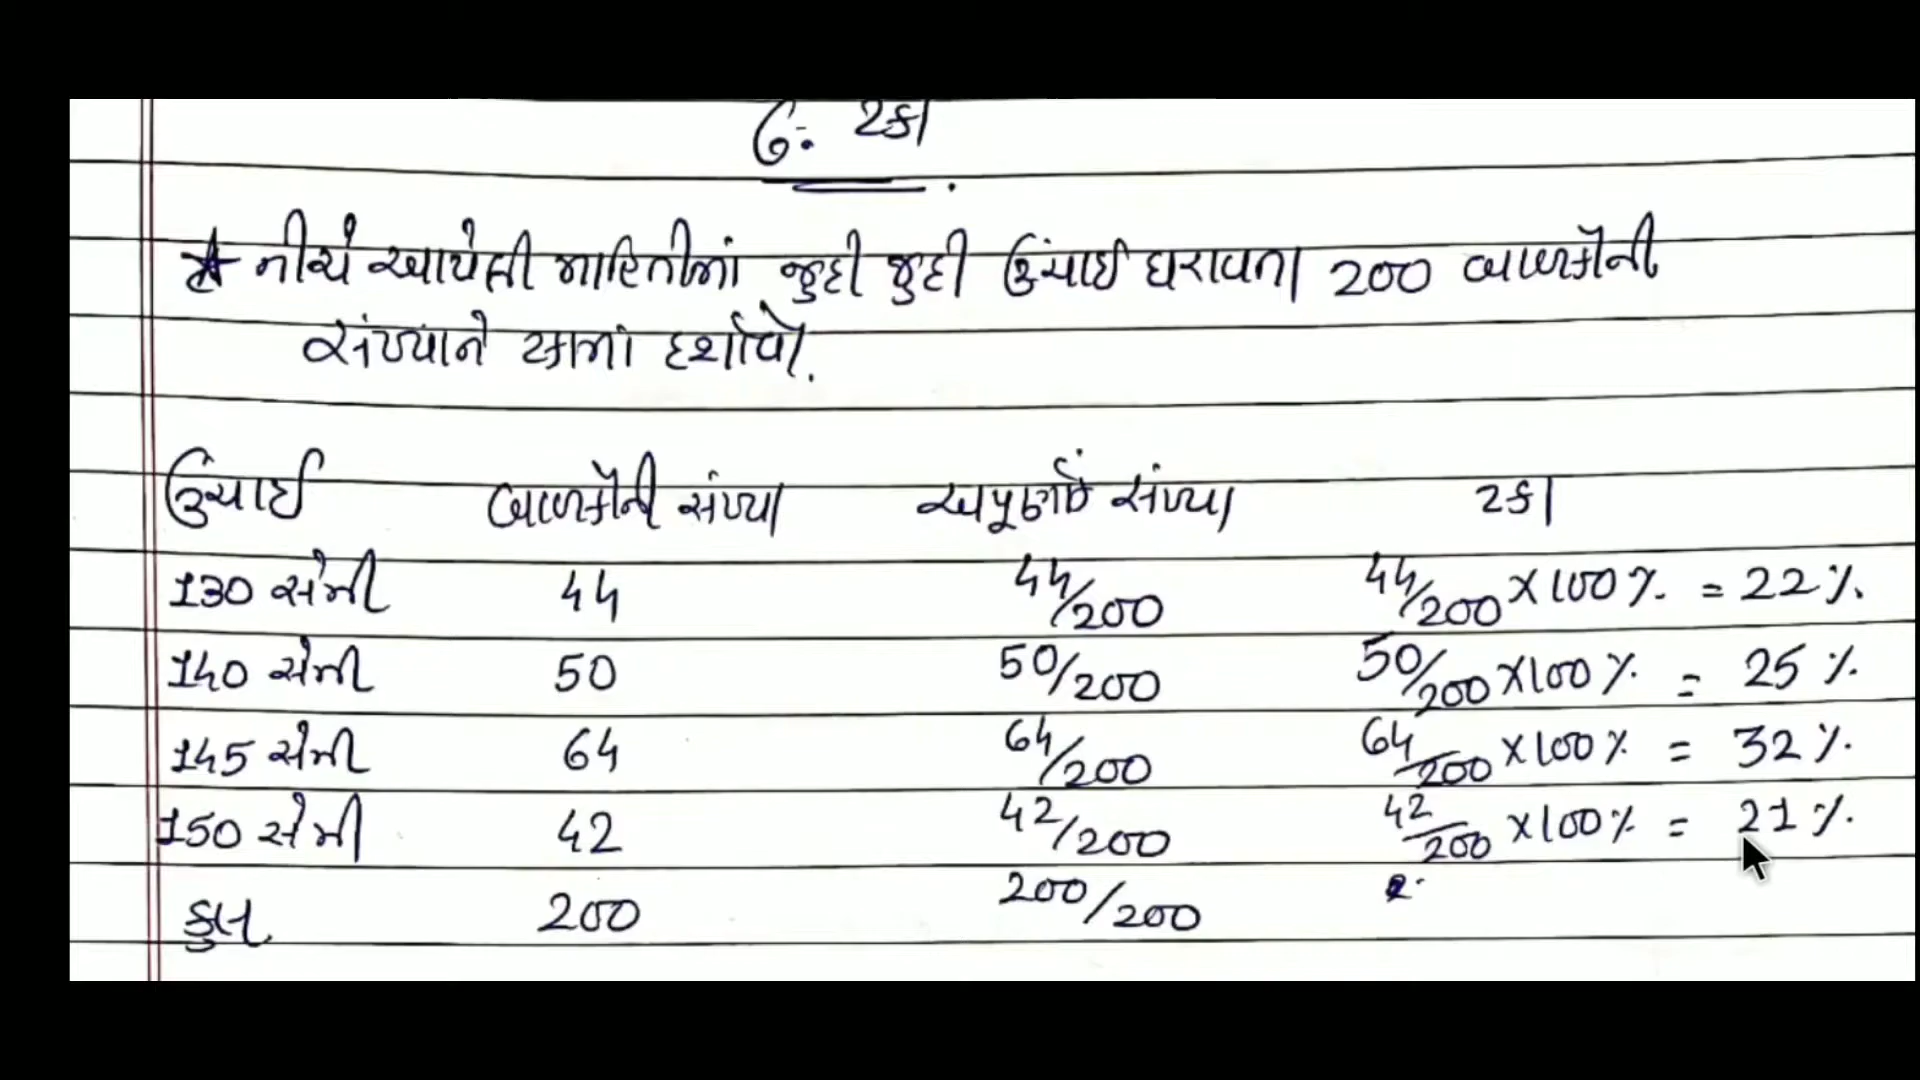 ૮. ટકા
* નીચે આપેલી માહિતીમાં જુદી જુદી ઉંચાઈ ધરાવતા 200 બાળકોની
સંખ્યાને ટકામાં દર્શાવો.
ઉંચાઈ બાળકોની સંખ્યા અપૂર્ણાંક સંખ્યા ટકા
130 સેમી 44 44/200 44/200 × 100 % = 22 %
140 સેમી 50 50/200 50/200 × 100 % = 25 %
145 સેમી 64 64/200 64/200 × 100 % = 32 %
150 સેમી 42 42/200 42/200 × 100 % = 21 %
કુલ 200 200/200